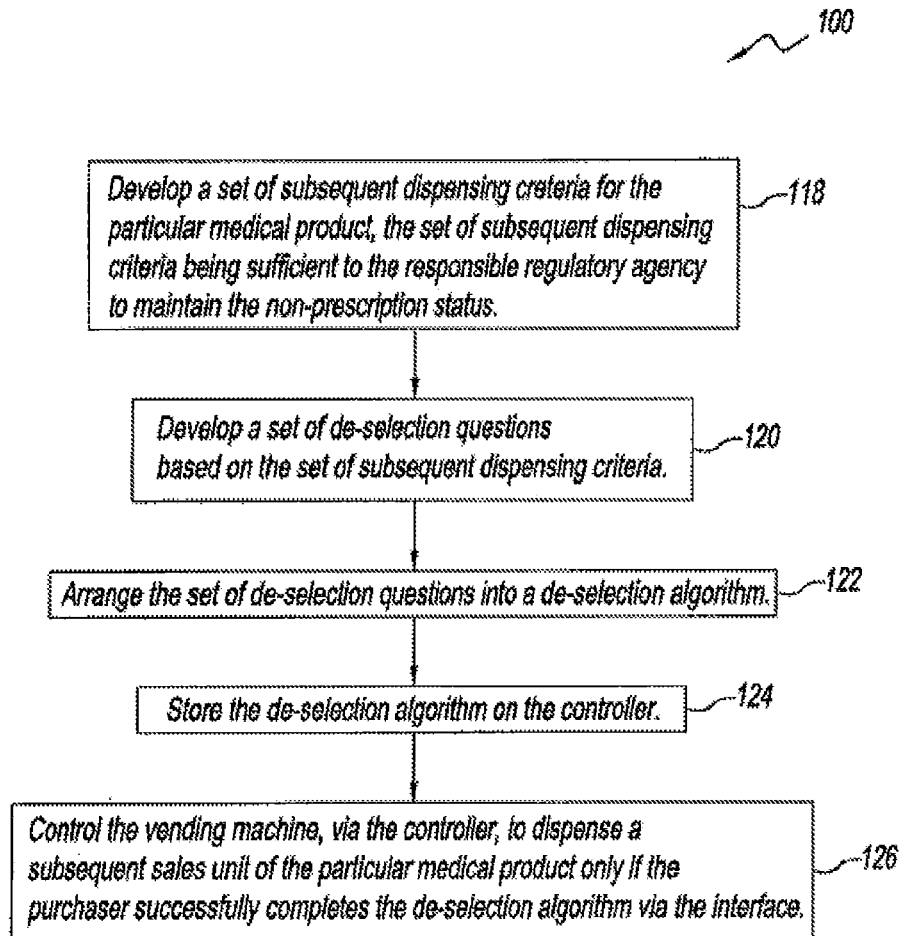 100
Develop a set of subsequent dispensing creteria for the
particular medical product, the set of subsequent dispensing
criteria being sufficient to the responsible regulatory agency
to maintain the non-prescription status.
118
Develop a set of de-selection questions
based on the set of subsequent dispensing criteria.
120
Arrange the set of de-selection questions into a de-selection algorithm.
122
Store the de-selection algorithm on the controller.
124
Control the vending machine, via the controller, to dispense a
subsequent sales unit of the particular medical product only if the
purchaser successfully completes the de-selection algorithm via the interface.
126